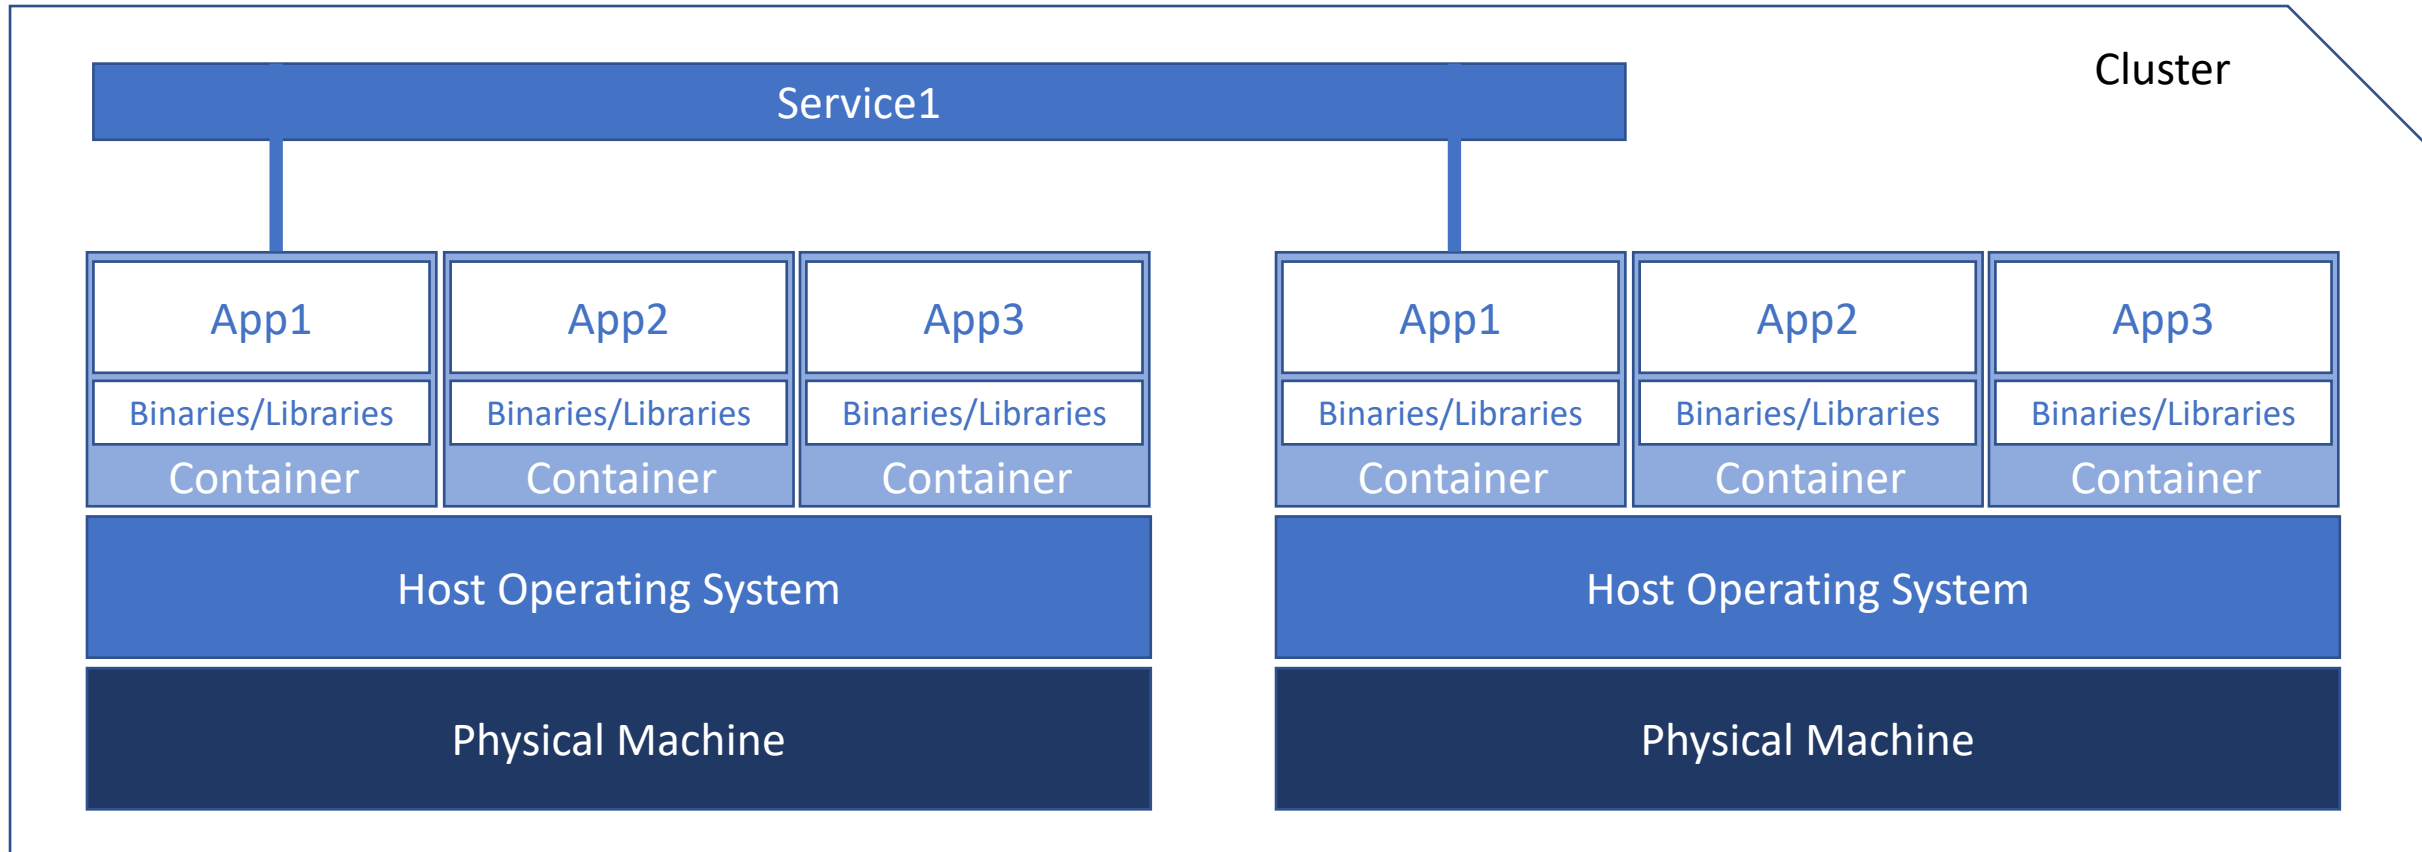 Cluster
Service1
App1 App2 App3 App1 App2 App3
Binaries/Libraries Binaries/Libraries Binaries/Libraries Binaries/Libraries Binaries/Libraries Binaries/Libraries
Container Container Container Container Container Container
Host Operating System Host Operating System
Physical Machine Physical Machine